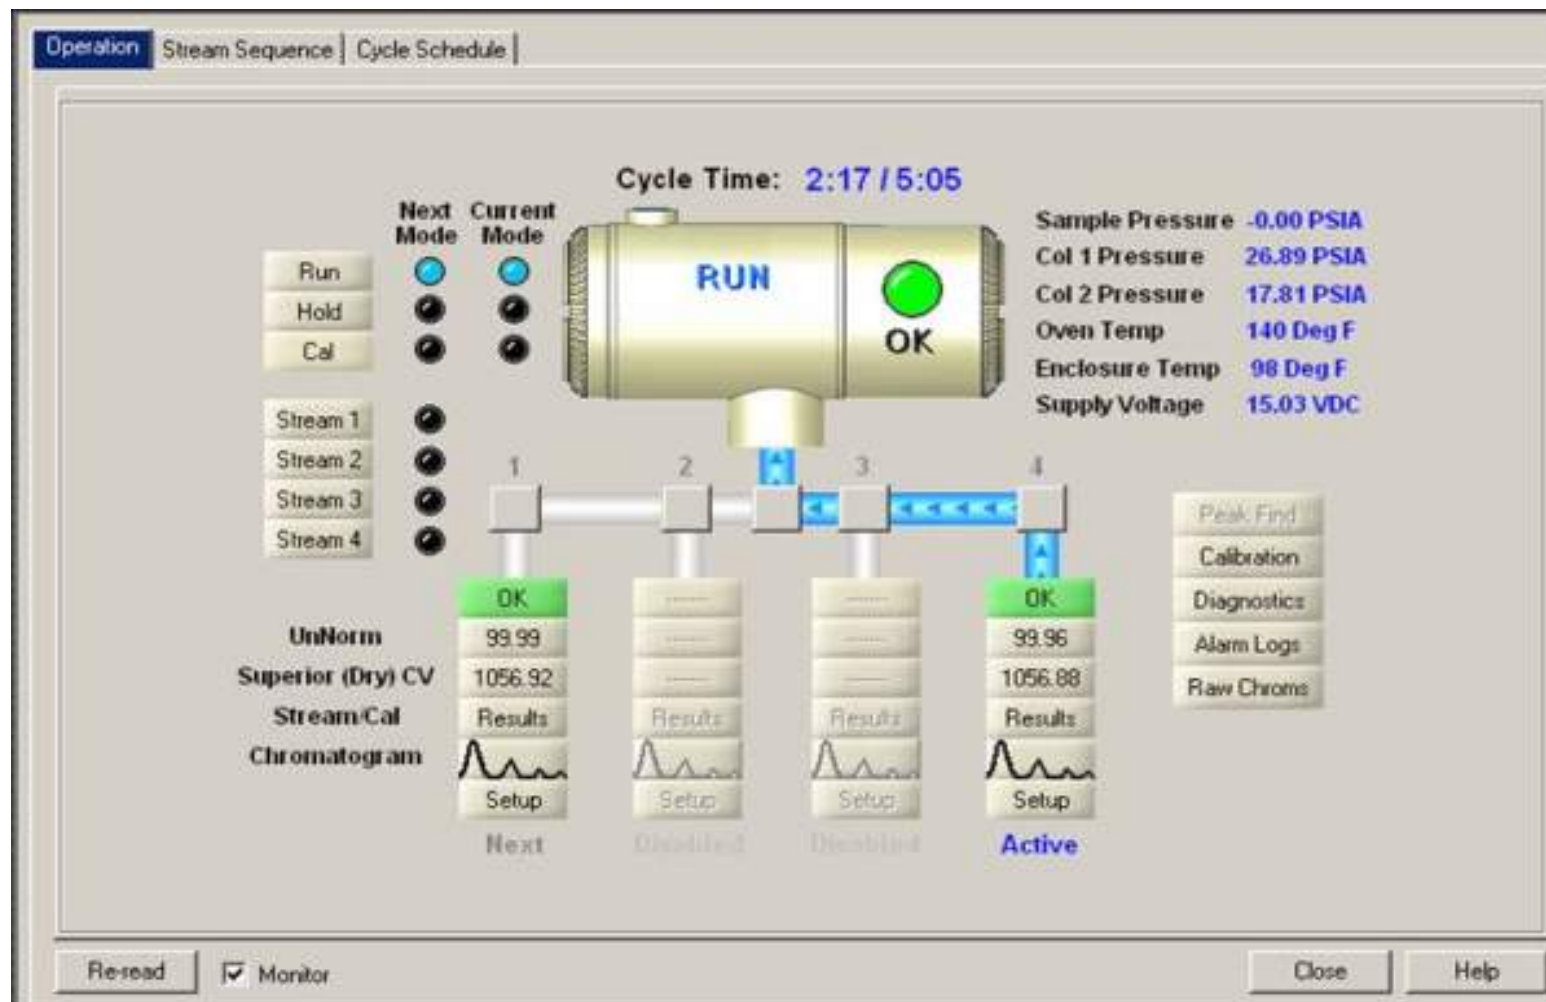 Operation Stream Sequence Cycle Schedule
Cycle Time: 2:17 / 5:05
Next Mode Current Mode
Run
Hold
Cal
RUN
OK
Sample Pressure -0.00 PSIA
Col 1 Pressure 26.89 PSIA
Col 2 Pressure 17.81 PSIA
Oven Temp 140 Deg F
Enclosure Temp 98 Deg F
Supply Voltage 15.03 VDC
Stream 1
Stream 2
Stream 3
Stream 4
1 2 3 4
Peak Find
Calibration
Diagnostics
Alarm Logs
Raw Chroms
OK ------ ------ OK
UnNorm 99.99 ------ ------ 99.96
Superior (Dry) CV 1056.92 ------ ------ 1056.88
Stream/Cal Results Results Results Results
Chromatogram
Setup Setup Setup Setup
Next Disabled Disabled Active
Re-read Monitor Close Help